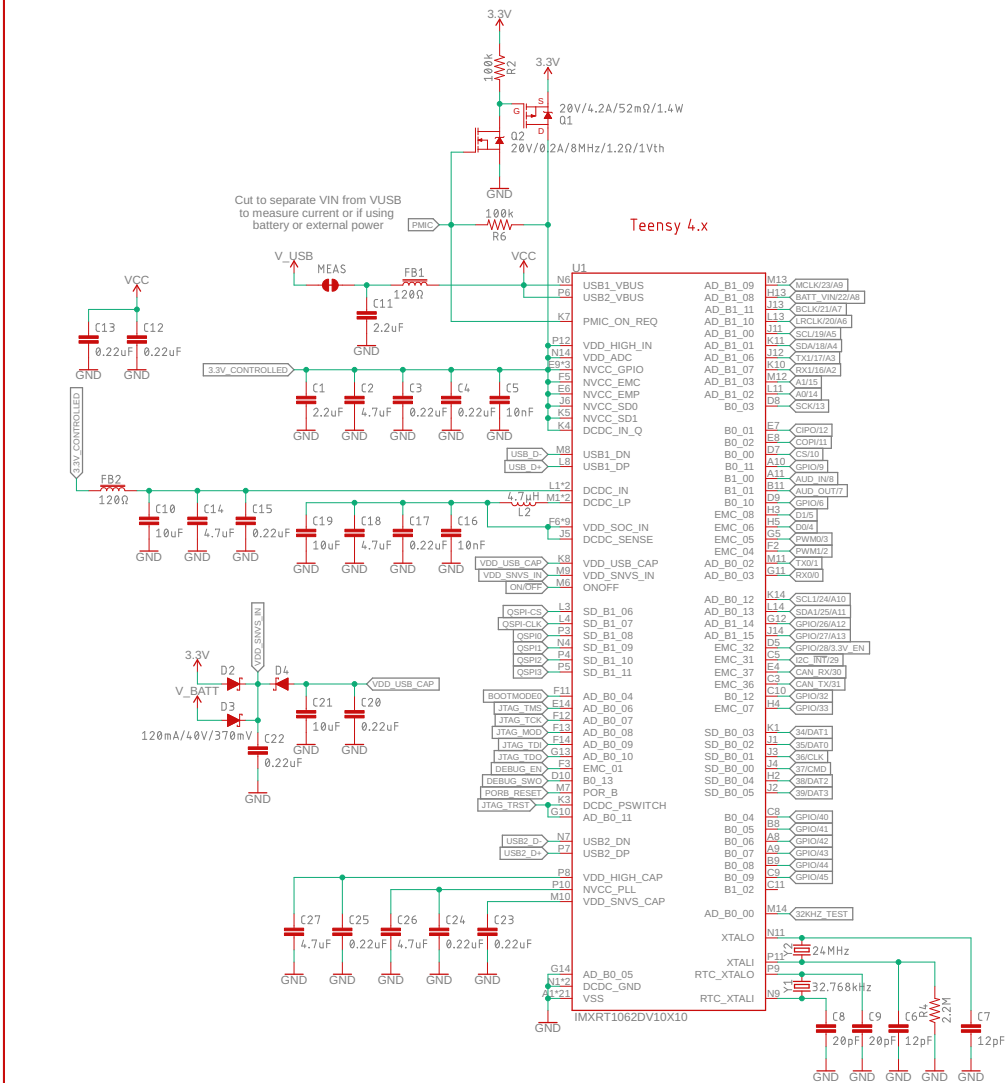 3.3V
100k
R2
3.3V
S
G
D
20V/4.2A/52mΩ/1.4W
Q1
Q2
20V/0.2A/8MHz/1.2Ω/1Vth
GND
Cut to separate VIN from VUSB
to measure current or if using
battery or external power
PMIC
100k
R6
Teensy 4.x
V_USB
MEAS
FB1
120Ω
VCC
C11
2.2uF
GND
VCC
C13
0.22uF
C12
0.22uF
GND
GND
3.3V_CONTROLLED
C1
2.2uF
C2
4.7uF
C3
0.22uF
C4
0.22uF
C5
10nF
GND
GND
GND
GND
GND
3.3V_CONTROLLED
FB2
120Ω
C10
10uF
C14
4.7uF
C15
0.22uF
GND
GND
GND
4.7uH
L2
C19
10uF
C18
4.7uF
C17
0.22uF
C16
10nF
GND
GND
GND
GND
USB_D-
USB_D+
VDD_USB_CAP
VDD_SNVS_IN
ON/OFF
QSPI-CS
QSPI-CLK
QSPI0
QSPI1
QSPI2
QSPI3
BOOTMODE0
JTAG_TMS
JTAG_TCK
JTAG_MOD
JTAG_TDI
JTAG_TDO
DEBUG_EN
DEBUG_SWO
PORB_RESET
JTAG_TRST
USB2_D-
USB2_D+
VDD_SNVS_IN
3.3V
D2
D4
VDD_USB_CAP
V_BATT
D3
120mA/40V/370mV
C21
10uF
C20
0.22uF
C22
0.22uF
GND
GND
GND
C27
4.7uF
C25
0.22uF
C26
4.7uF
C24
0.22uF
C23
0.22uF
GND
GND
GND
GND
GND
GND
U1
N6 USB1_VBUS
P6 USB2_VBUS
K7 PMIC_ON_REQ
P12 VDD_HIGH_IN
N14 VDD_ADC
E9*3 NVCC_GPIO
F5 NVCC_EMC
E6 NVCC_EMP
J6 NVCC_SD0
K5 NVCC_SD1
K4 DCDC_IN_Q
M8 USB1_DN
L8 USB1_DP
L1*2 DCDC_IN
M1*2 DCDC_LP
F6*9 VDD_SOC_IN
J5 DCDC_SENSE
K8 VDD_USB_CAP
M9 VDD_SNVS_IN
M6 ONOFF
L3 SD_B1_06
L4 SD_B1_07
P3 SD_B1_08
N4 SD_B1_09
P4 SD_B1_10
P5 SD_B1_11
F11 AD_B0_04
E14 AD_B0_06
F12 AD_B0_07
F13 AD_B0_08
F14 AD_B0_09
G13 AD_B0_10
F3 EMC_01
D10 B0_13
M7 POR_B
K3 DCDC_PSWITCH
G10 AD_B0_11
N7 USB2_DN
P7 USB2_DP
P8 VDD_HIGH_CAP
P10 NVCC_PLL
M10 VDD_SNVS_CAP
G14 AD_B0_05
N1*2 DCDC_GND
A1*21 VSS
IMXRT1062DV10X10
AD_B1_09 M13 MCLK/23/A9
AD_B1_08 H13 BATT_VIN/22/A8
AD_B1_11 J13 BCLK/21/A7
AD_B1_10 L13 LRCLK/20/A6
AD_B1_00 J11 SCL/19/A5
AD_B1_01 K11 SDA/18/A4
AD_B1_06 J12 TX1/17/A3
AD_B1_07 K10 RX1/16/A2
AD_B1_03 M12 A1/15
AD_B1_02 L11 A0/14
B0_03 D8 SCK/13
B0_01 E7 CIPO/12
B0_02 E8 COPI/11
B0_00 D7 CS/10
B0_11 A10 GPIO/9
B1_00 A11 AUD_IN/8
B1_01 B11 AUD_OUT/7
B0_10 D9 GPIO/6
EMC_08 H3 D1/5
EMC_06 H5 D0/4
EMC_05 G5 PWM0/3
EMC_04 F2 PWM1/2
AD_B0_02 M11 TX0/1
AD_B0_03 G11 RX0/0
AD_B0_12 K14 SCL1/24/A10
AD_B0_13 L14 SDA1/25/A11
AD_B1_14 G12 GPIO/26/A12
AD_B1_15 J14 GPIO/27/A13
EMC_32 D5 GPIO/28/3.3V_EN
EMC_31 C5 I2C_INT/29
EMC_37 E4 CAN_RX/30
EMC_36 C3 CAN_TX/31
B0_12 C10 GPIO/32
EMC_07 H4 GPIO/33
SD_B0_03 K1 34/DAT1
SD_B0_02 J1 35/DAT0
SD_B0_01 J3 36/CLK
SD_B0_00 J4 37/CMD
SD_B0_04 H2 38/DAT2
SD_B0_05 J2 39/DAT3
B0_04 C8 GPIO/40
B0_05 B8 GPIO/41
B0_06 A8 GPIO/42
B0_07 A9 GPIO/43
B0_08 B9 GPIO/44
B0_09 C9 GPIO/45
B1_02 C11
AD_B0_00 M14 32KHZ_TEST
XTALO N11
XTALI P11
RTC_XTALO P9
RTC_XTALI N9
Y2
24MHz
Y1
32.768kHz
C8
20pF
C9
20pF
C6
12pF
R4
2.2M
C7
12pF
GND
GND
GND
GND
GND